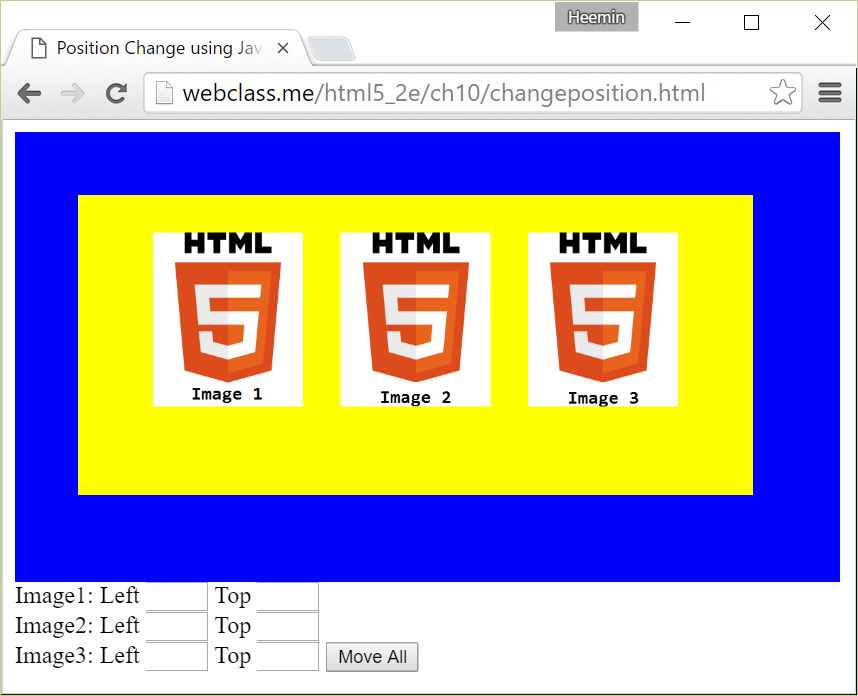 Heemin
Position Change using Jav
webclass.me/html5_2e/ch10/changeposition.html
HTML HTML HTML
5 5 5
Image 1 Image 2 Image 3
Image1: Left Top
Image2: Left Top
Image3: Left Top Move All